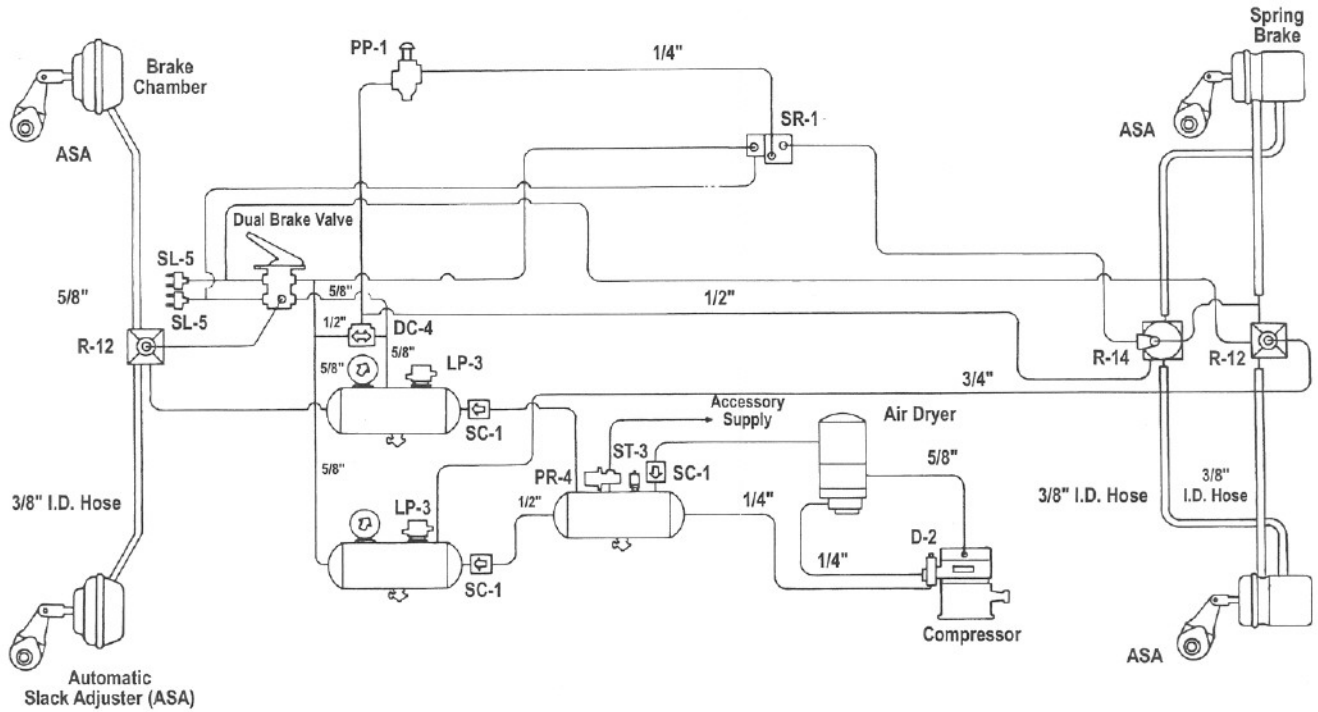 Spring
Brake
PP-1
1/4"
Brake
Chamber
SR-1
ASA
ASA
Dual Brake Valve
SL-5
5/8"
5/8"
1/2"
SL-5
1/2"
DC-4
R-12
5/8"
R-14
R-12
5/8"
LP-3
3/4"
Accessory
Supply
Air Dryer
SC-1
ST-3
5/8"
PR-4
SC-1
5/8"
3/8" I.D. Hose
LP-3
1/2"
1/4"
3/8" I.D. Hose
3/8"
I.D. Hose
D-2
1/4"
SC-1
Compressor
ASA
Automatic
Slack Adjuster (ASA)